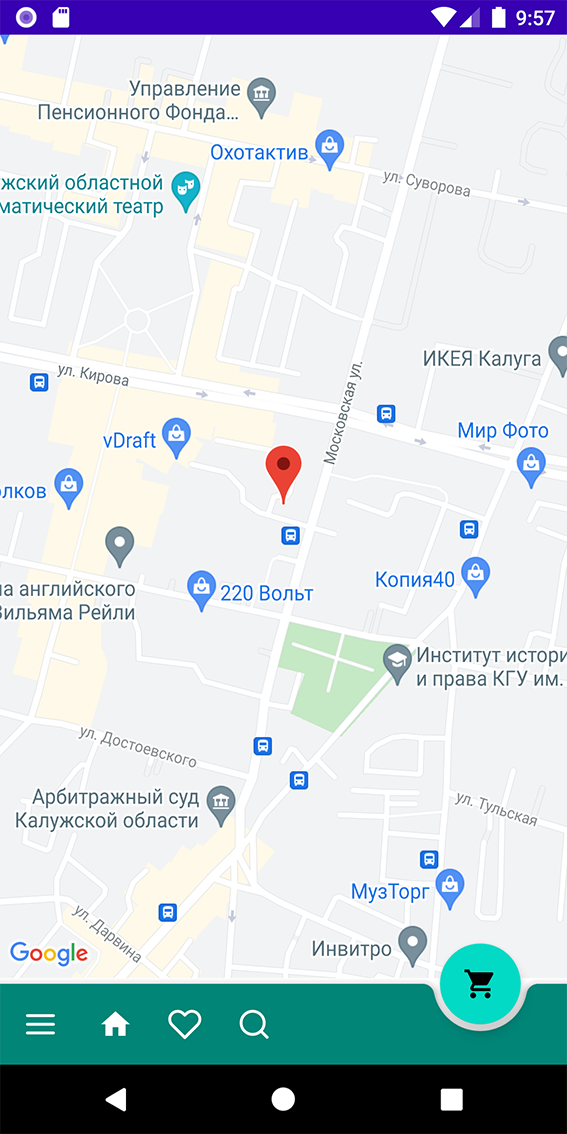 9:57
Управление
Пенсионного Фонда...
Охотактив
ул. Суворова
жский областной
матический театр
ИКЕЯ Калуга
ул. Кирова
Московская ул.
Мир Фото
vDraft
олков
Копия40
220 Вольт
на английского
Вильяма Рейли
Институт истори
и права КГУ им.
ул. Достоевского
Арбитражный суд
Калужской области
ул. Тульская
МузТорг
ул. Дарвина
Инвитро
Google